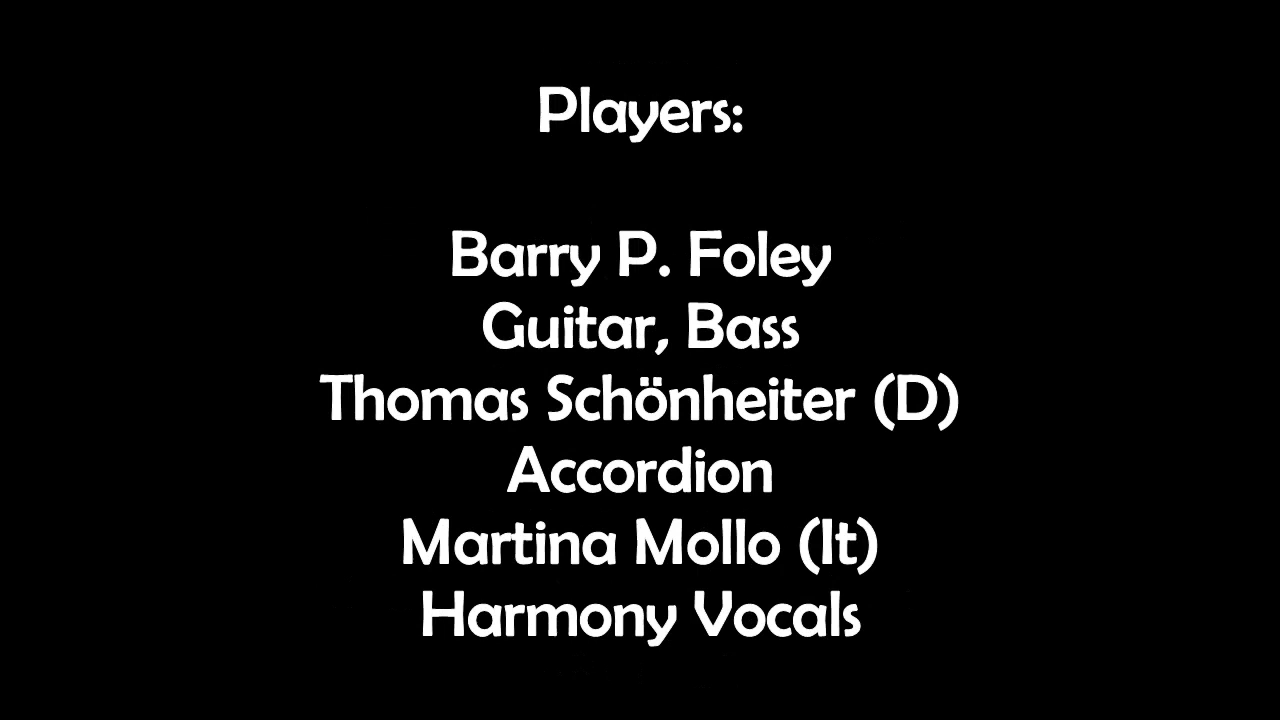 Players:
Barry P. Foley
Guitar, Bass
Thomas Schönheiter (D)
Accordion
Martina Mollo (It)
Harmony Vocals